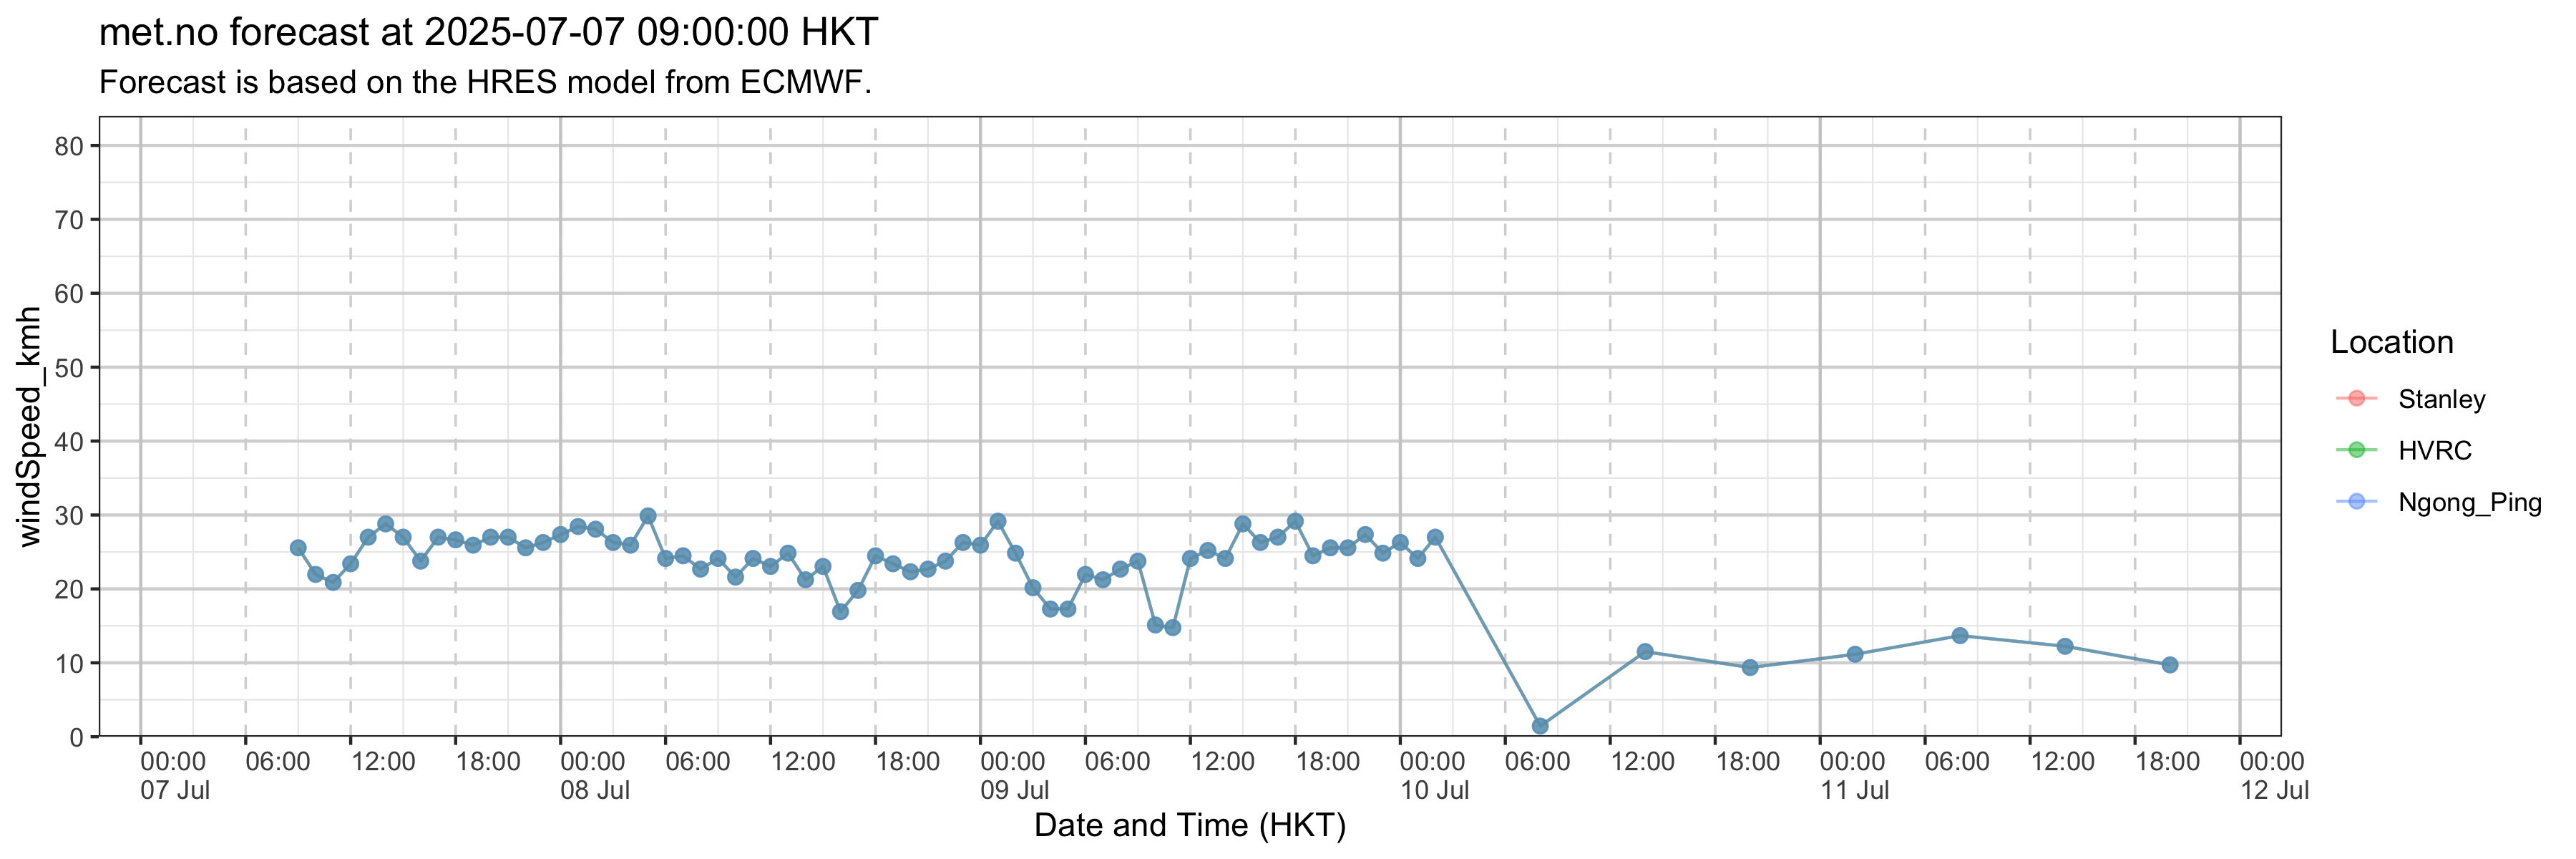 met.no forecast at 2025-07-07 09:00:00 HKT
Forecast is based on the HRES model from ECMWF.
windSpeed_kmh
80
70
60
50
40
30
20
10
0
00:00 06:00 12:00 18:00 00:00 06:00 12:00 18:00 00:00 06:00 12:00 18:00 00:00 06:00 12:00 18:00 00:00 06:00 12:00 18:00 00:00
07 Jul 08 Jul 09 Jul 10 Jul 11 Jul 12 Jul
Date and Time (HKT)
Location
Stanley
HVRC
Ngong_Ping